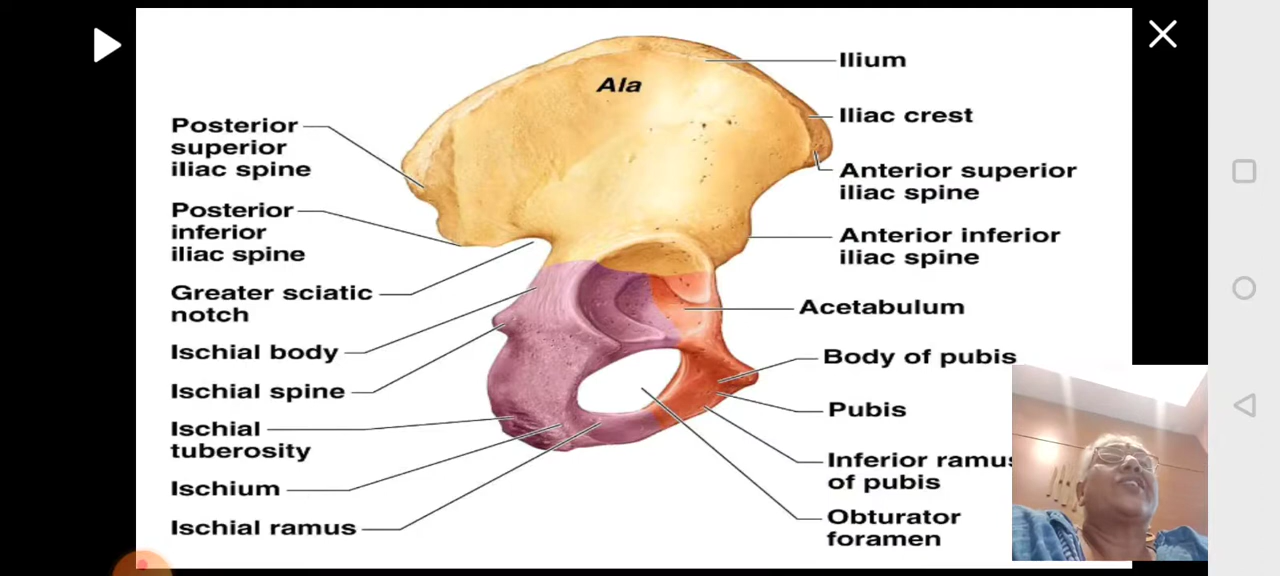 Ala
Posterior
superior
iliac spine
Posterior
inferior
iliac spine
Greater sciatic
notch
Ischial body
Ischial spine
Ischial
tuberosity
Ischium
Ischial ramus
Ilium
Iliac crest
Anterior superior
iliac spine
Anterior inferior
iliac spine
Acetabulum
Body of pubis
Pubis
Inferior ramus
of pubis
Obturator
foramen